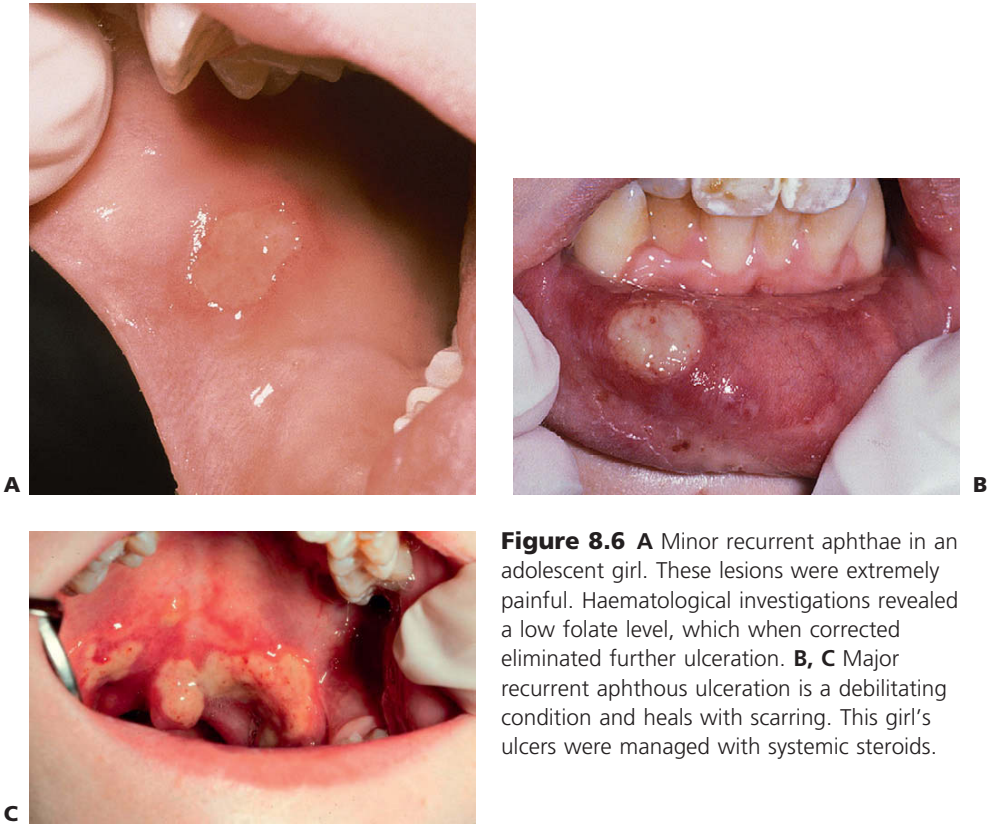 A
B
Figure 8.6 A Minor recurrent aphthae in an
adolescent girl. These lesions were extremely
painful. Haematological investigations revealed
a low folate level, which when corrected
eliminated further ulceration. B, C Major
recurrent aphthous ulceration is a debilitating
condition and heals with scarring. This girl's
ulcers were managed with systemic steroids.
C